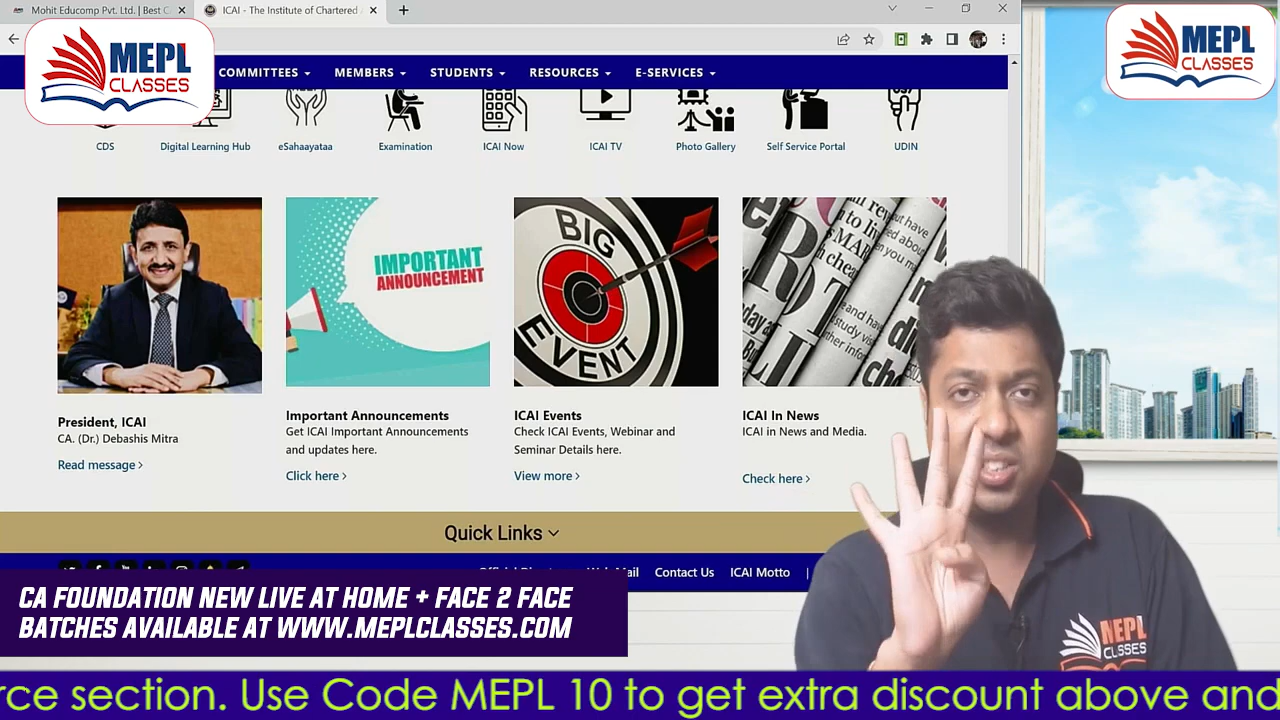 Mohit Educomp Pvt. Ltd. | Best C
ICAI - The Institute of Chartered
MEPL
CLASSES
MEPL
CLASSES
COMMITTEES
MEMBERS
STUDENTS
RESOURCES
E-SERVICES
CDS
Digital Learning Hub
eSahaayataa
Examination
ICAI Now
ICAI TV
Photo Gallery
Self Service Portal
UDIN
IMPORTANT
ANNOUNCEMENT
BIG
EVENT
President, ICAI
CA. (Dr.) Debashis Mitra
Read message >
Important Announcements
Get ICAI Important Announcements
and updates here.
Click here >
ICAI Events
Check ICAI Events, Webinar and
Seminar Details here.
View more >
ICAI In News
ICAI in News and Media.
Check here >
Quick Links
Mail
Contact Us
ICAI Motto
|
CA FOUNDATION NEW LIVE AT HOME + FACE 2 FACE
BATCHES AVAILABLE AT WWW.MEPLCLASSES.COM
MEPL
CLASSES
rce section. Use Code MEPL 10 to get extra discount above and